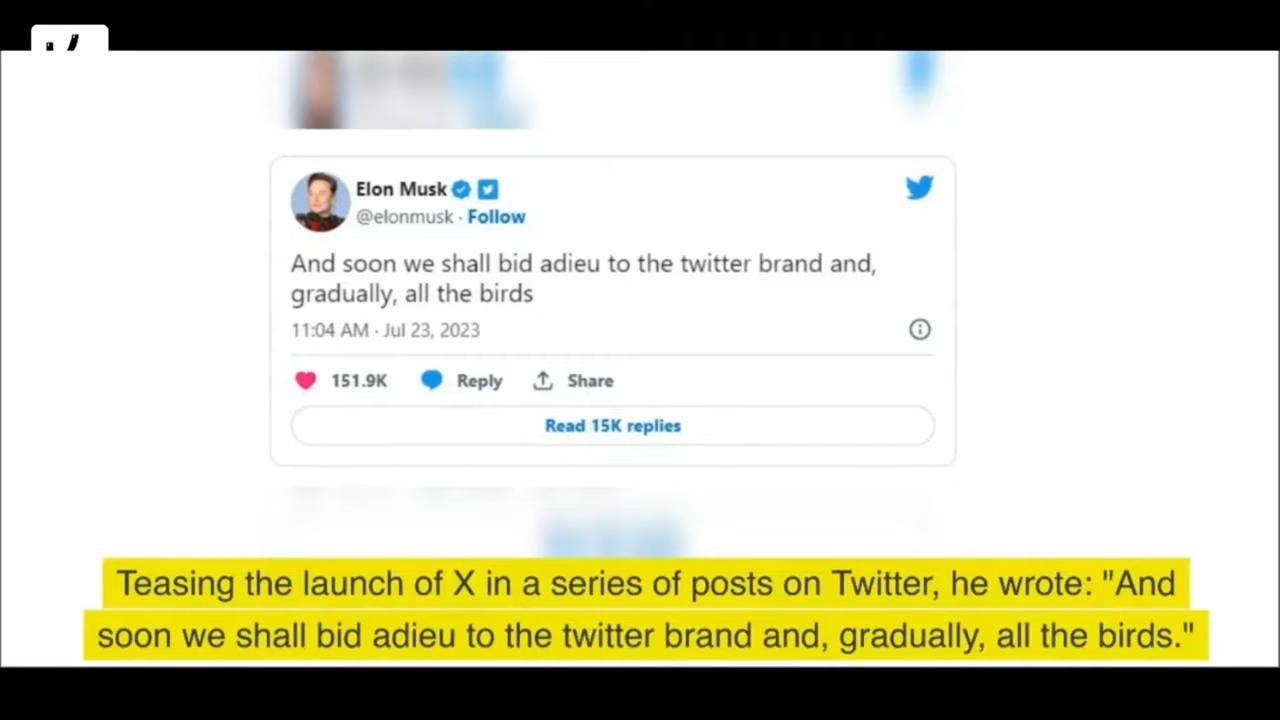 Elon Musk
@elonmusk · Follow
And soon we shall bid adieu to the twitter brand and,
gradually, all the birds
11:04 AM · Jul 23, 2023
151.9K Reply Share
Read 15K replies
Teasing the launch of X in a series of posts on Twitter, he wrote: "And
soon we shall bid adieu to the twitter brand and, gradually, all the birds."